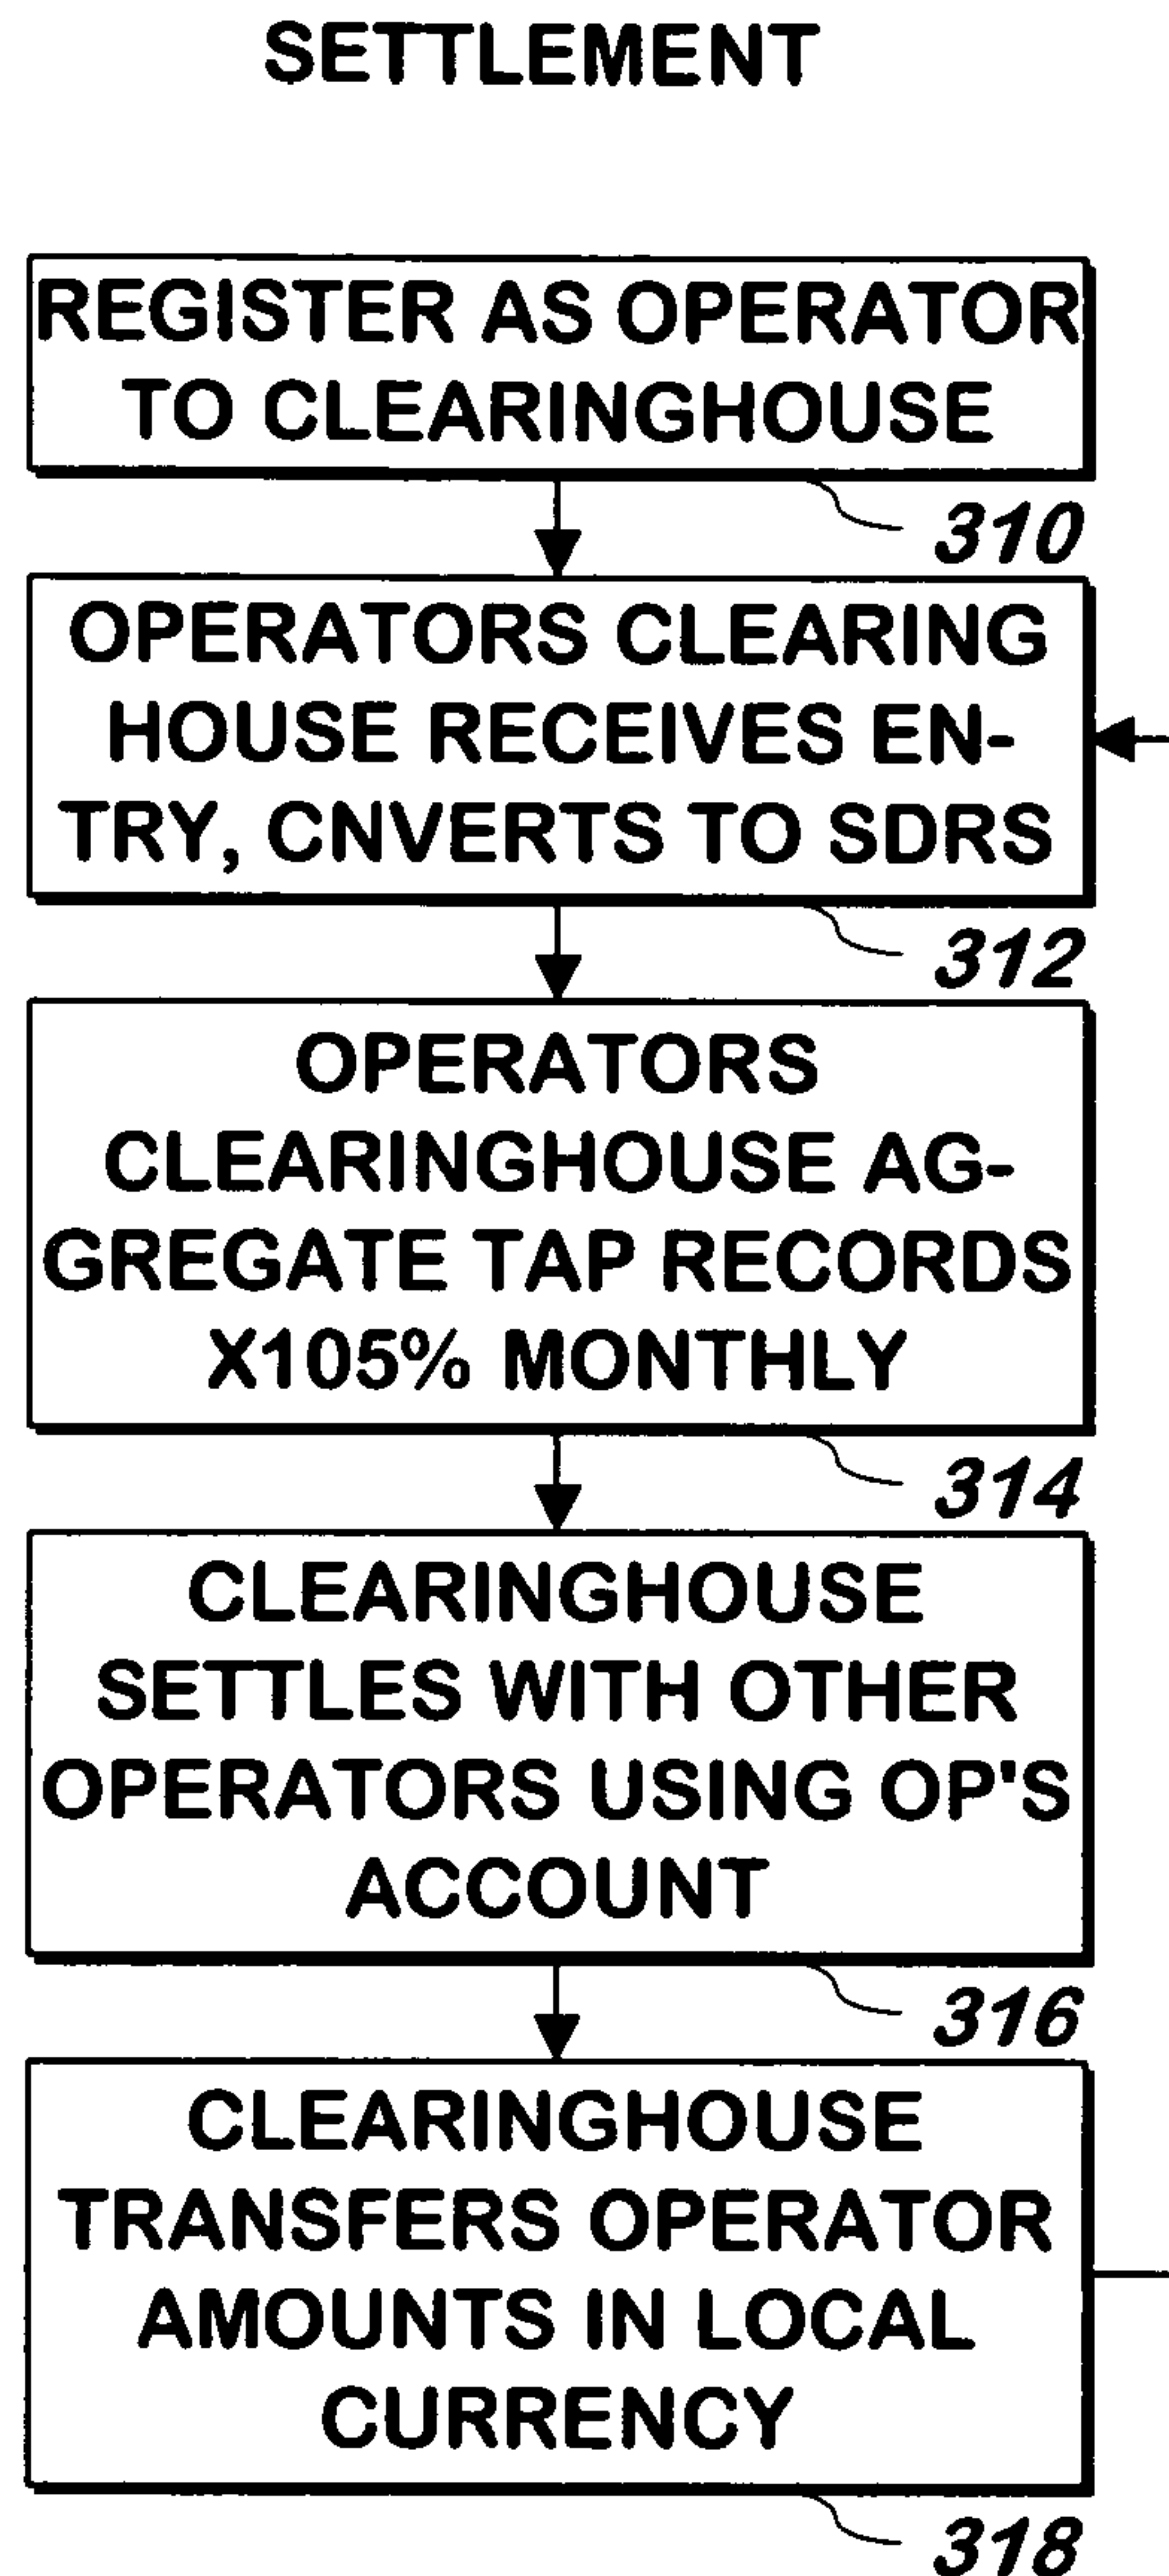 SETTLEMENT
REGISTER AS OPERATOR
TO CLEARINGHOUSE
310
OPERATORS CLEARING
HOUSE RECEIVES EN-
TRY, CNVERTS TO SDRS
312
OPERATORS
CLEARINGHOUSE AG-
GREGATE TAP RECORDS
X105% MONTHLY
314
CLEARINGHOUSE
SETTLES WITH OTHER
OPERATORS USING OP'S
ACCOUNT
316
CLEARINGHOUSE
TRANSFERS OPERATOR
AMOUNTS IN LOCAL
CURRENCY
318